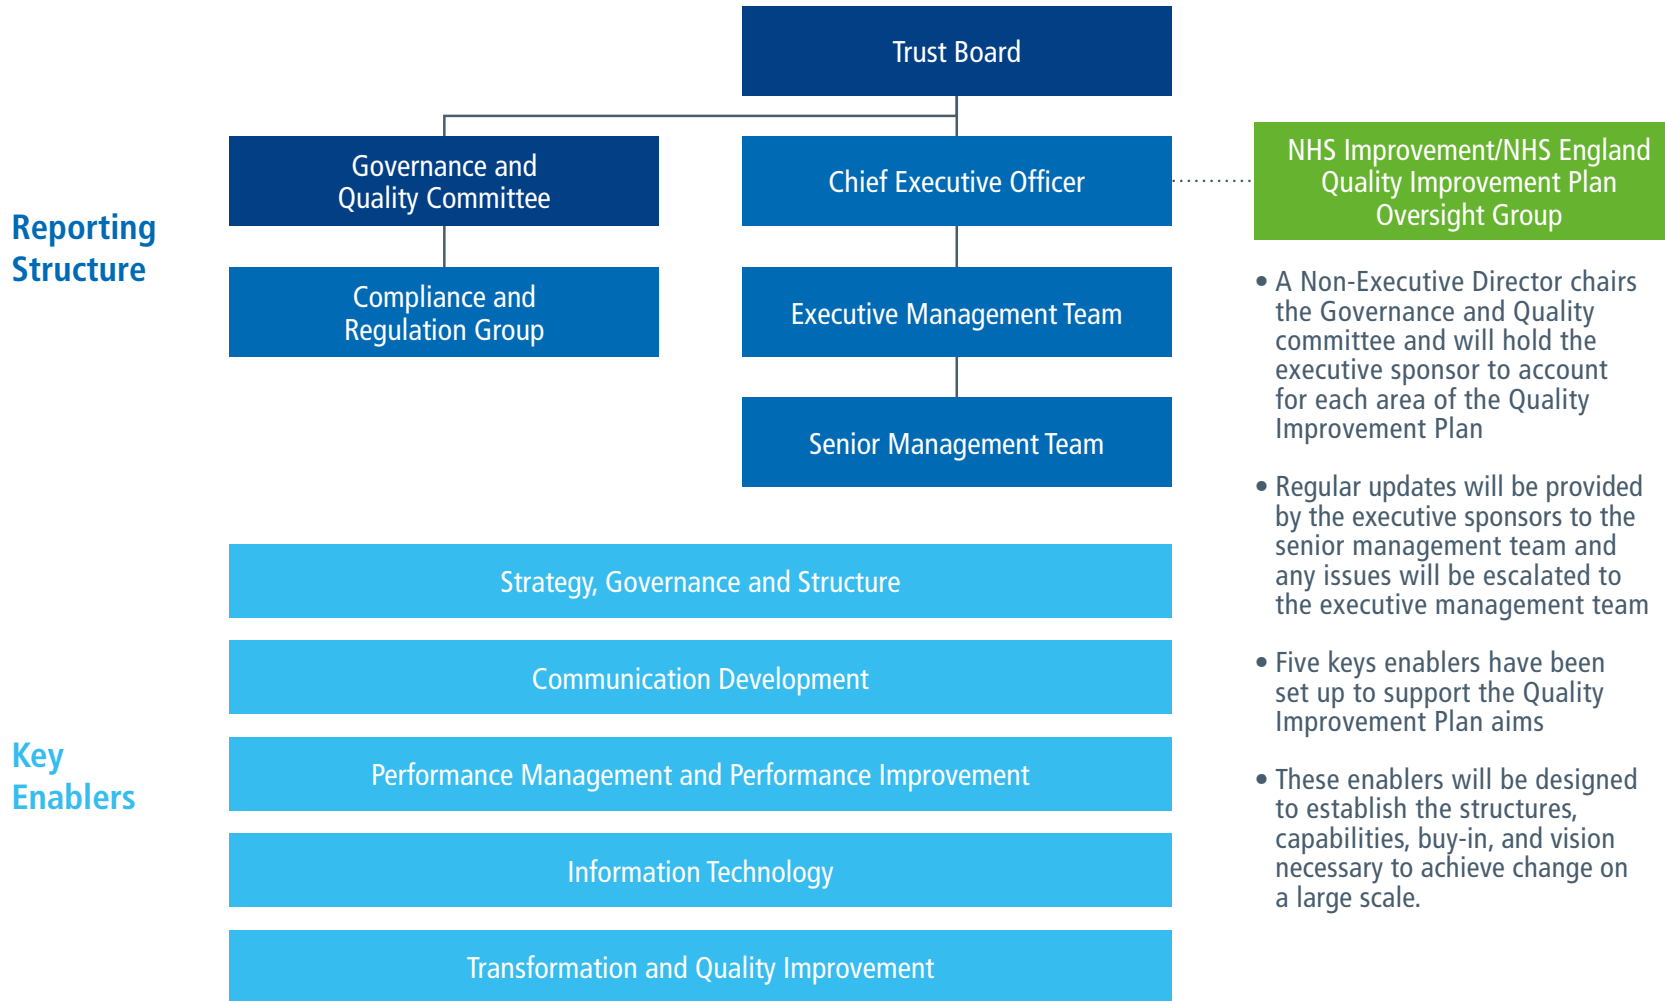 Trust Board
Governance and
Quality Committee
Chief Executive Officer
NHS Improvement/NHS England
Quality Improvement Plan
Oversight Group
Reporting
Structure
Compliance and
Regulation Group
Executive Management Team
Senior Management Team
• A Non-Executive Director chairs
the Governance and Quality
committee and will hold the
executive sponsor to account
for each area of the Quality
Improvement Plan
• Regular updates will be provided
by the executive sponsors to the
senior management team and
any issues will be escalated to
the executive management team
• Five keys enablers have been
set up to support the Quality
Improvement Plan aims
• These enablers will be designed
to establish the structures,
capabilities, buy-in, and vision
necessary to achieve change on
a large scale.
Key
Enablers
Strategy, Governance and Structure
Communication Development
Performance Management and Performance Improvement
Information Technology
Transformation and Quality Improvement